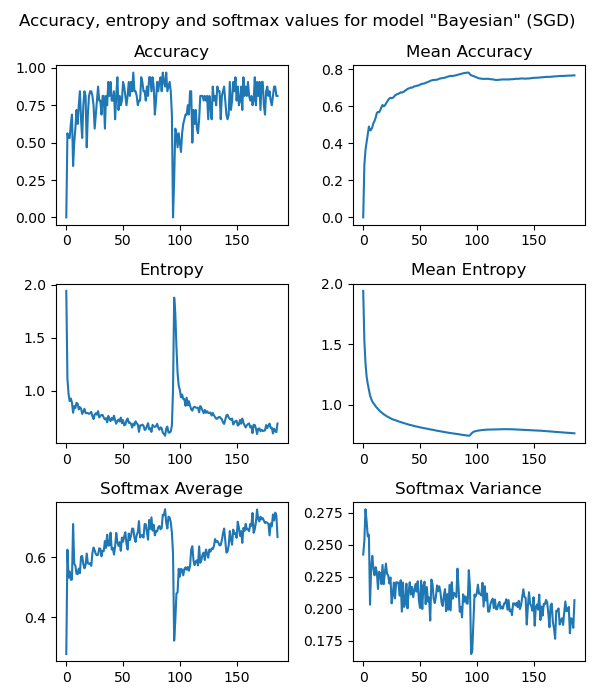 Accuracy, entropy and softmax values for model "Bayesian" (SGD)
Accuracy
1.00
0.75
0.50
0.25
0.00
0 50 100 150
Mean Accuracy
0.8
0.6
0.4
0.2
0.0
0 50 100 150
Entropy
2.0
1.5
1.0
0 50 100 150
Mean Entropy
2.0
1.5
1.0
0 50 100 150
Softmax Average
0.6
0.4
0 50 100 150
Softmax Variance
0.275
0.250
0.225
0.200
0.175
0 50 100 150